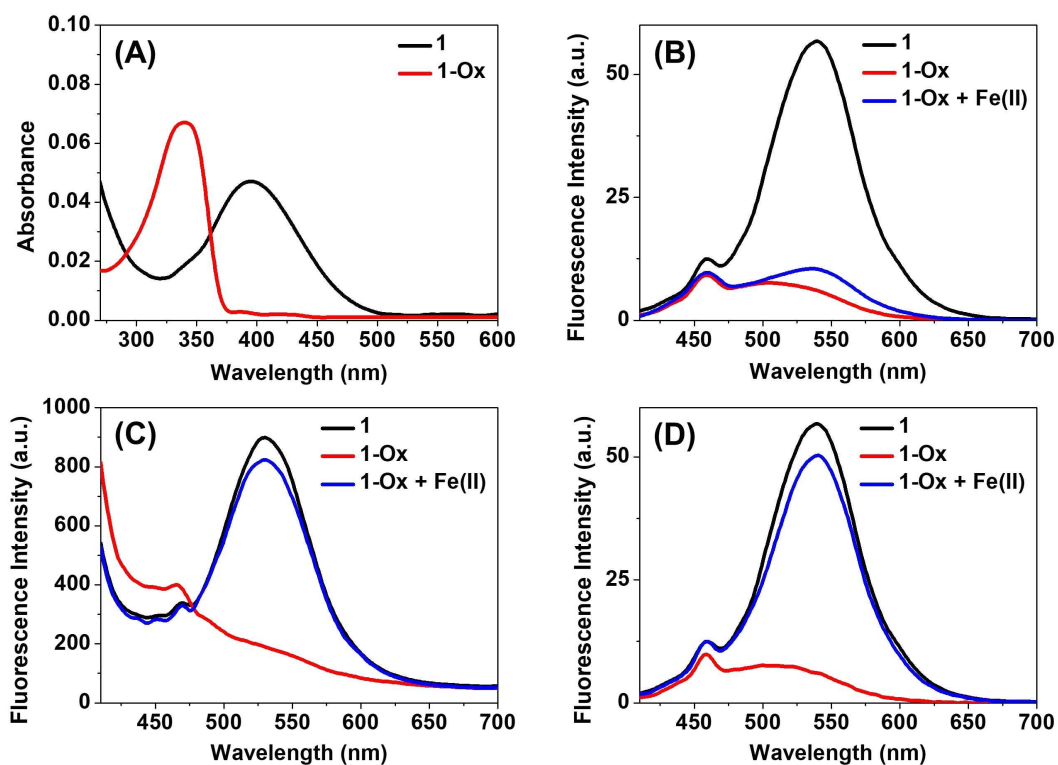 (A)
1
1-Ox
0.10
0.08
0.06
0.04
0.02
0.00
Absorbance
300 350 400 450 500 550 600
Wavelength (nm)
(B)
1
1-Ox
1-Ox + Fe(II)
50
25
0
Fluorescence Intensity (a.u.)
450 500 550 600 650 700
Wavelength (nm)
(C)
1
1-Ox
1-Ox + Fe(II)
1000
800
600
400
200
0
Fluorescence Intensity (a.u.)
450 500 550 600 650 700
Wavelength (nm)
(D)
1
1-Ox
1-Ox + Fe(II)
50
25
0
Fluorescence Intensity (a.u.)
450 500 550 600 650 700
Wavelength (nm)